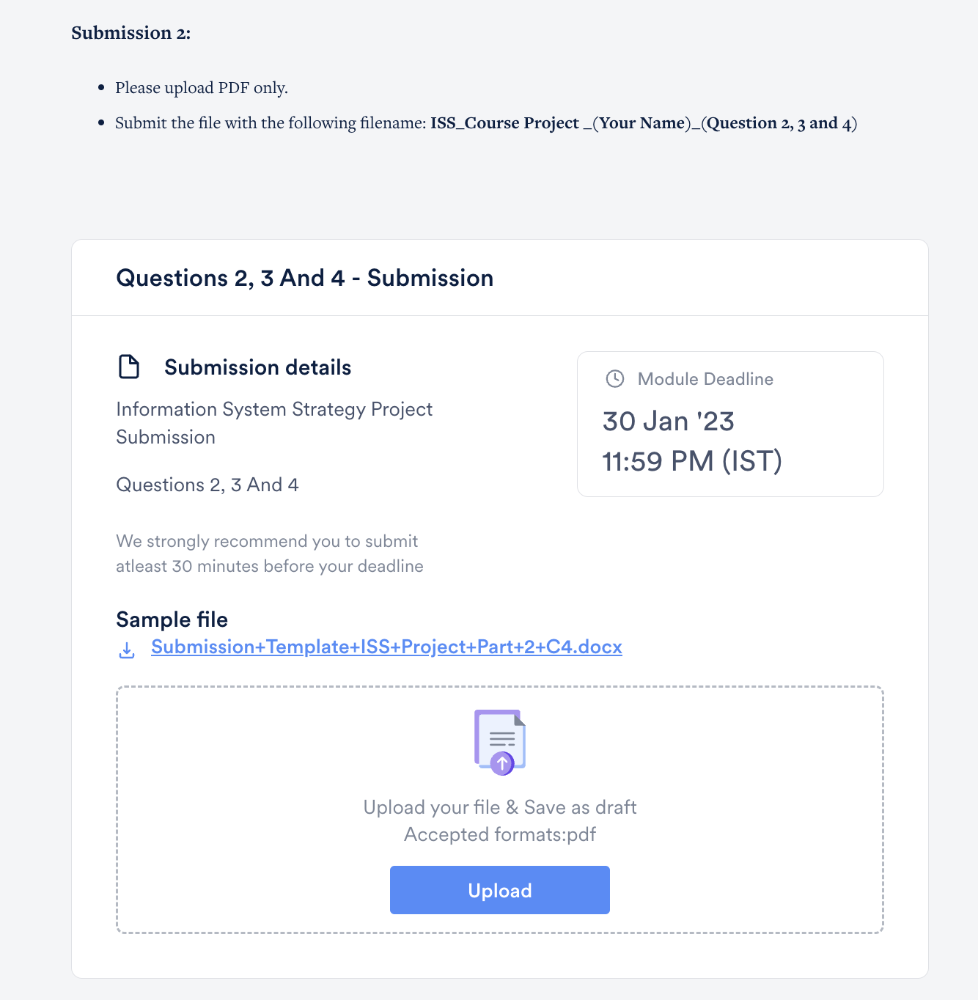 Submission 2:
Please upload PDF only.
Submit the file with the following filename: ISS_Course Project _(Your Name)_(Question 2, 3 and 4)
Questions 2, 3 And 4 - Submission
Submission details
Information System Strategy Project
Submission
Questions 2, 3 And 4
We strongly recommend you to submit
atleast 30 minutes before your deadline
Module Deadline
30 Jan '23
11:59 PM (IST)
Sample file
Submission+Template+ISS+Project+Part+2+C4.docx
Upload your file & Save as draft
Accepted formats:pdf
Upload